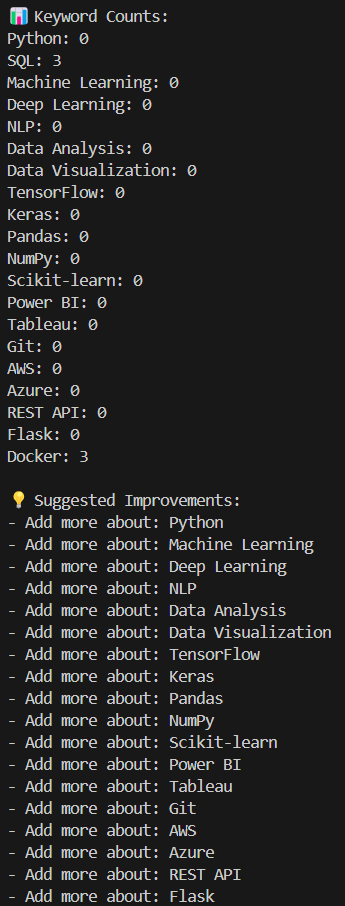 📊 Keyword Counts:
Python: 0
SQL: 3
Machine Learning: 0
Deep Learning: 0
NLP: 0
Data Analysis: 0
Data Visualization: 0
TensorFlow: 0
Keras: 0
Pandas: 0
NumPy: 0
Scikit-learn: 0
Power BI: 0
Tableau: 0
Git: 0
AWS: 0
Azure: 0
REST API: 0
Flask: 0
Docker: 3
💡 Suggested Improvements:
- Add more about: Python
- Add more about: Machine Learning
- Add more about: Deep Learning
- Add more about: NLP
- Add more about: Data Analysis
- Add more about: Data Visualization
- Add more about: TensorFlow
- Add more about: Keras
- Add more about: Pandas
- Add more about: NumPy
- Add more about: Scikit-learn
- Add more about: Power BI
- Add more about: Tableau
- Add more about: Git
- Add more about: AWS
- Add more about: Azure
- Add more about: REST API
- Add more about: Flask